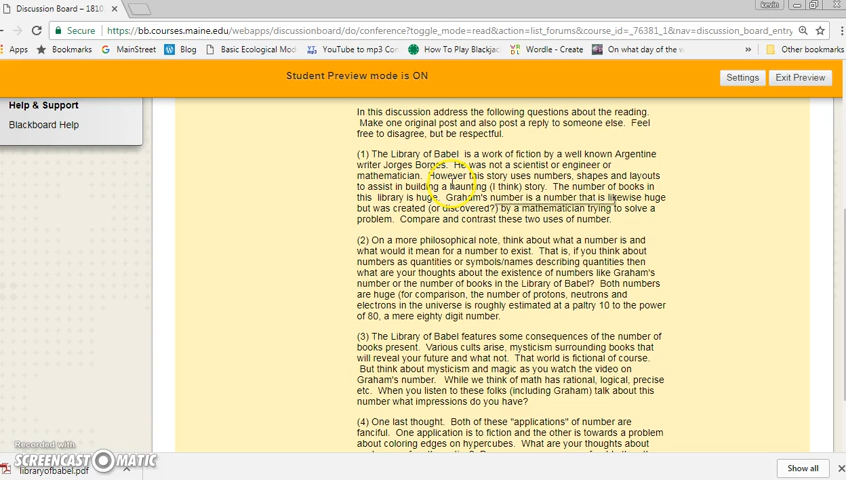 Discussion Board – 1810
kevin
Secure
https://bb.courses.maine.edu/webapps/discussionboard/do/conference?toggle_mode=read&action=list_forums&course_id=_76381_1&nav=discussion_board_entry
Apps Bookmarks MainStreet Blog Basic Ecological Mode YouTube to mp3 Con How To Play Blackjac Wordle - Create On what day of the w » Other bookmarks
Student Preview mode is ON
Settings Exit Preview
Help & Support
Blackboard Help
In this discussion address the following questions about the reading.
Make one original post and also post a reply to someone else. Feel
free to disagree, but be respectful.
(1) The Library of Babel is a work of fiction by a well known Argentine
writer Jorges Borges. He was not a scientist or engineer or
mathematician. However this story uses numbers, shapes and layouts
to assist in building a haunting (I think) story. The number of books in
this library is huge. Graham's number is a number that is likewise huge
but was created (or discovered?) by a mathematician trying to solve a
problem. Compare and contrast these two uses of number.
(2) On a more philosophical note, think about what a number is and
what would it mean for a number to exist. That is, if you think about
numbers as quantities or symbols/names describing quantities then
what are your thoughts about the existence of numbers like Graham's
number or the number of books in the Library of Babel? Both numbers
are huge (for comparison, the number of protons, neutrons and
electrons in the universe is roughly estimated at a paltry 10 to the power
of 80, a mere eighty digit number.
(3) The Library of Babel features some consequences of the number of
books present. Various cults arise, mysticism surrounding books that
will reveal your future and what not. That world is fictional of course.
But think about mysticism and magic as you watch the video on
Graham's number. While we think of math has rational, logical, precise
etc. When you listen to these folks (including Graham) talk about this
number what impressions do you have?
(4) One last thought. Both of these "applications" of number are
fanciful. One application is to fiction and the other is towards a problem
about coloring edges on hypercubes. What are your thoughts about
Recorded with
SCREENCAST MATIC
libraryofbabel.pdf
Show all